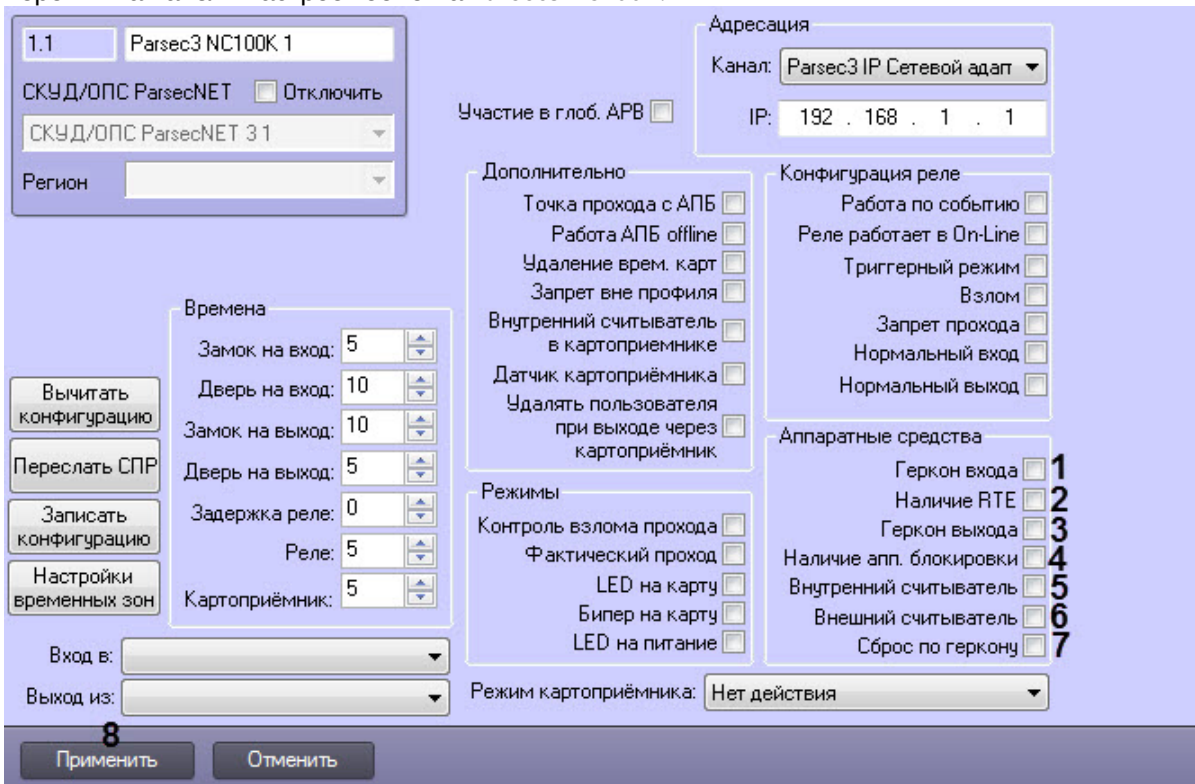 1.1
Parsec3 NC100K 1
СКУД/ОПС ParsecNET
Отключить
СКУД/ОПС ParsecNET 3 1
Регион
Участие в глоб. APB
Адресация
Канал: Parsec3 IP Сетевой адап
IP: 192 . 168 . 1 . 1
Вычитать
конфигурацию
Переслать СПР
Записать
конфигурацию
Настройки
временных зон
Времена
Замок на вход: 5
Дверь на вход: 10
Замок на выход: 10
Дверь на выход: 5
Задержка реле: 0
Реле: 5
Картоприёмник: 5
Дополнительно
Точка прохода с АПБ
Работа АПБ offline
Удаление врем. карт
Запрет вне профиля
Внутренний считыватель
в картоприемнике
Датчик картоприёмника
Удалять пользователя
при выходе через
картоприёмник
Режимы
Контроль взлома прохода
Фактический проход
LED на карту
Бипер на карту
LED на питание
Конфигурация реле
Работа по событию
Реле работает в On-Line
Триггерный режим
Взлом
Запрет прохода
Нормальный вход
Нормальный выход
Аппаратные средства
Геркон входа 1
Наличие RTE 2
Геркон выхода 3
Наличие апп. блокировки 4
Внутренний считыватель 5
Внешний считыватель 6
Сброс по геркону 7
Вход в:
Выход из:
Режим картоприёмника: Нет действия
8
Применить
Отменить